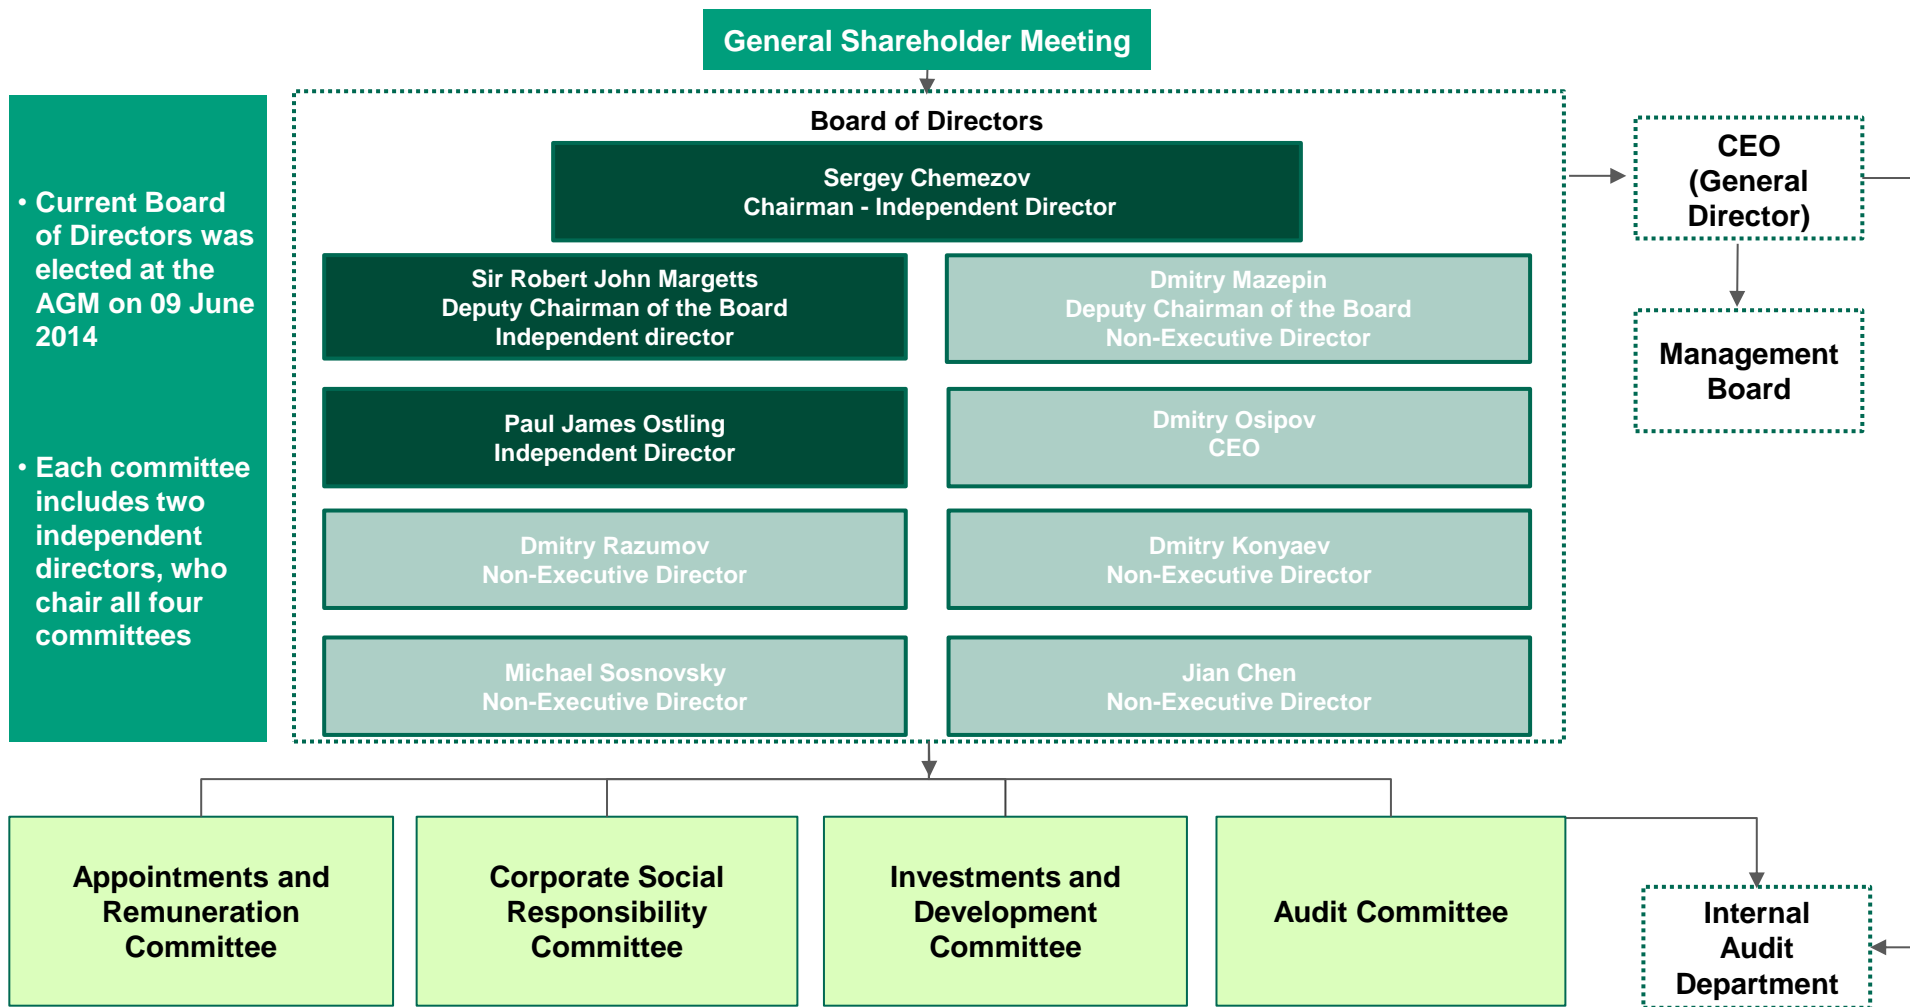 General Shareholder Meeting
• Current Board
of Directors was
elected at the
AGM on 09 June
2014
• Each committee
includes two
independent
directors, who
chair all four
committees
Board of Directors
Sergey Chemezov
Chairman - Independent Director
Sir Robert John Margetts
Deputy Chairman of the Board
Independent director
Dmitry Mazepin
Deputy Chairman of the Board
Non-Executive Director
Paul James Ostling
Independent Director
Dmitry Osipov
CEO
Dmitry Razumov
Non-Executive Director
Dmitry Konyaev
Non-Executive Director
Michael Sosnovsky
Non-Executive Director
Jian Chen
Non-Executive Director
CEO
(General
Director)
Management
Board
Appointments and
Remuneration
Committee
Corporate Social
Responsibility
Committee
Investments and
Development
Committee
Audit Committee
Internal
Audit
Department